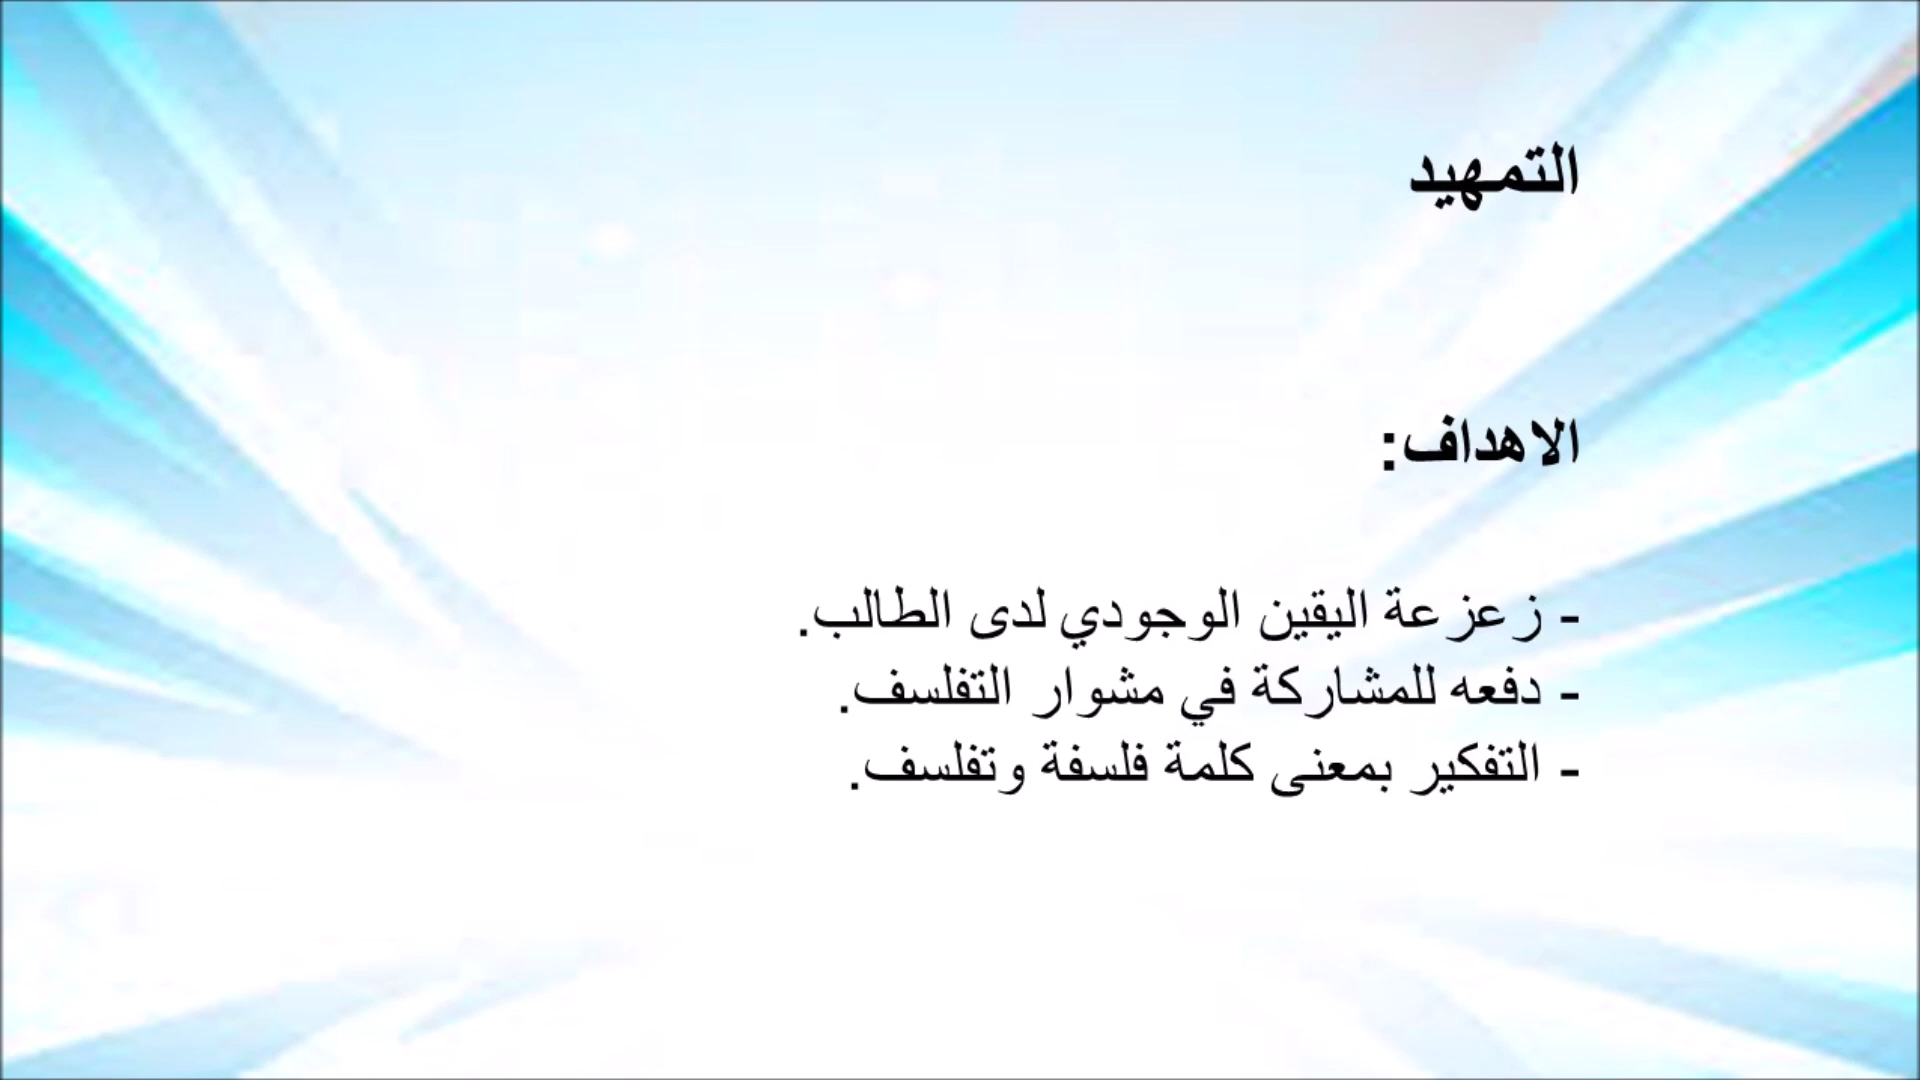 التمهيد
الاهداف:
- زعزعة اليقين الوجودي لدى الطالب.
- دفعه للمشاركة في مشوار التفلسف.
- التفكير بمعنى كلمة فلسفة وتفلسف.